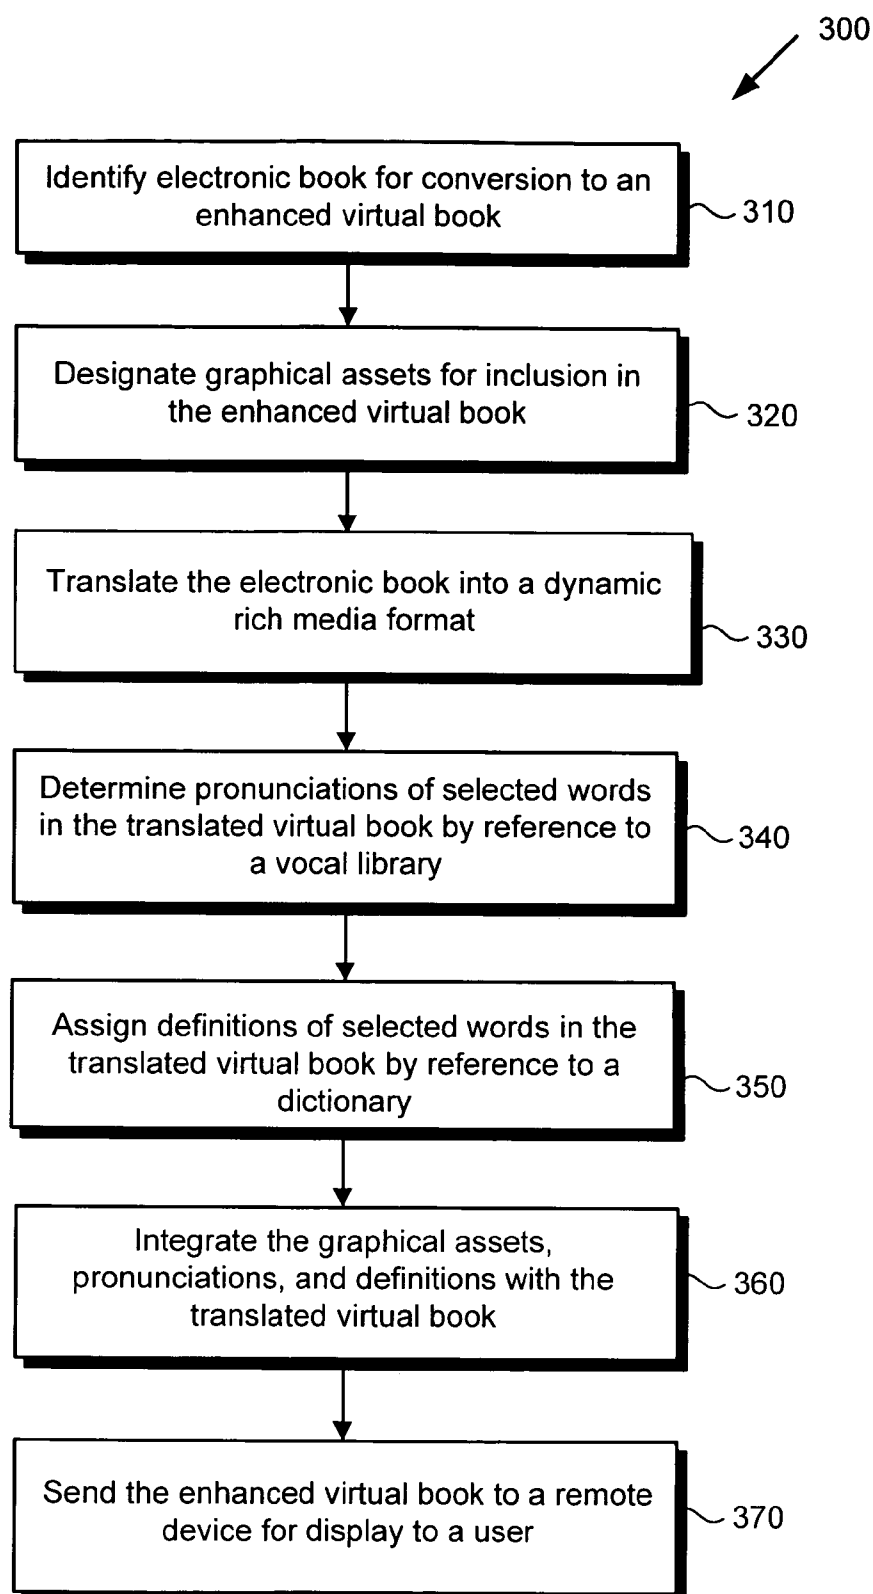 300
Identify electronic book for conversion to an
enhanced virtual book
310
Designate graphical assets for inclusion in
the enhanced virtual book
320
Translate the electronic book into a dynamic
rich media format
330
Determine pronunciations of selected words
in the translated virtual book by reference to
a vocal library
340
Assign definitions of selected words in the
translated virtual book by reference to a
dictionary
350
Integrate the graphical assets,
pronunciations, and definitions with the
translated virtual book
360
Send the enhanced virtual book to a remote
device for display to a user
370